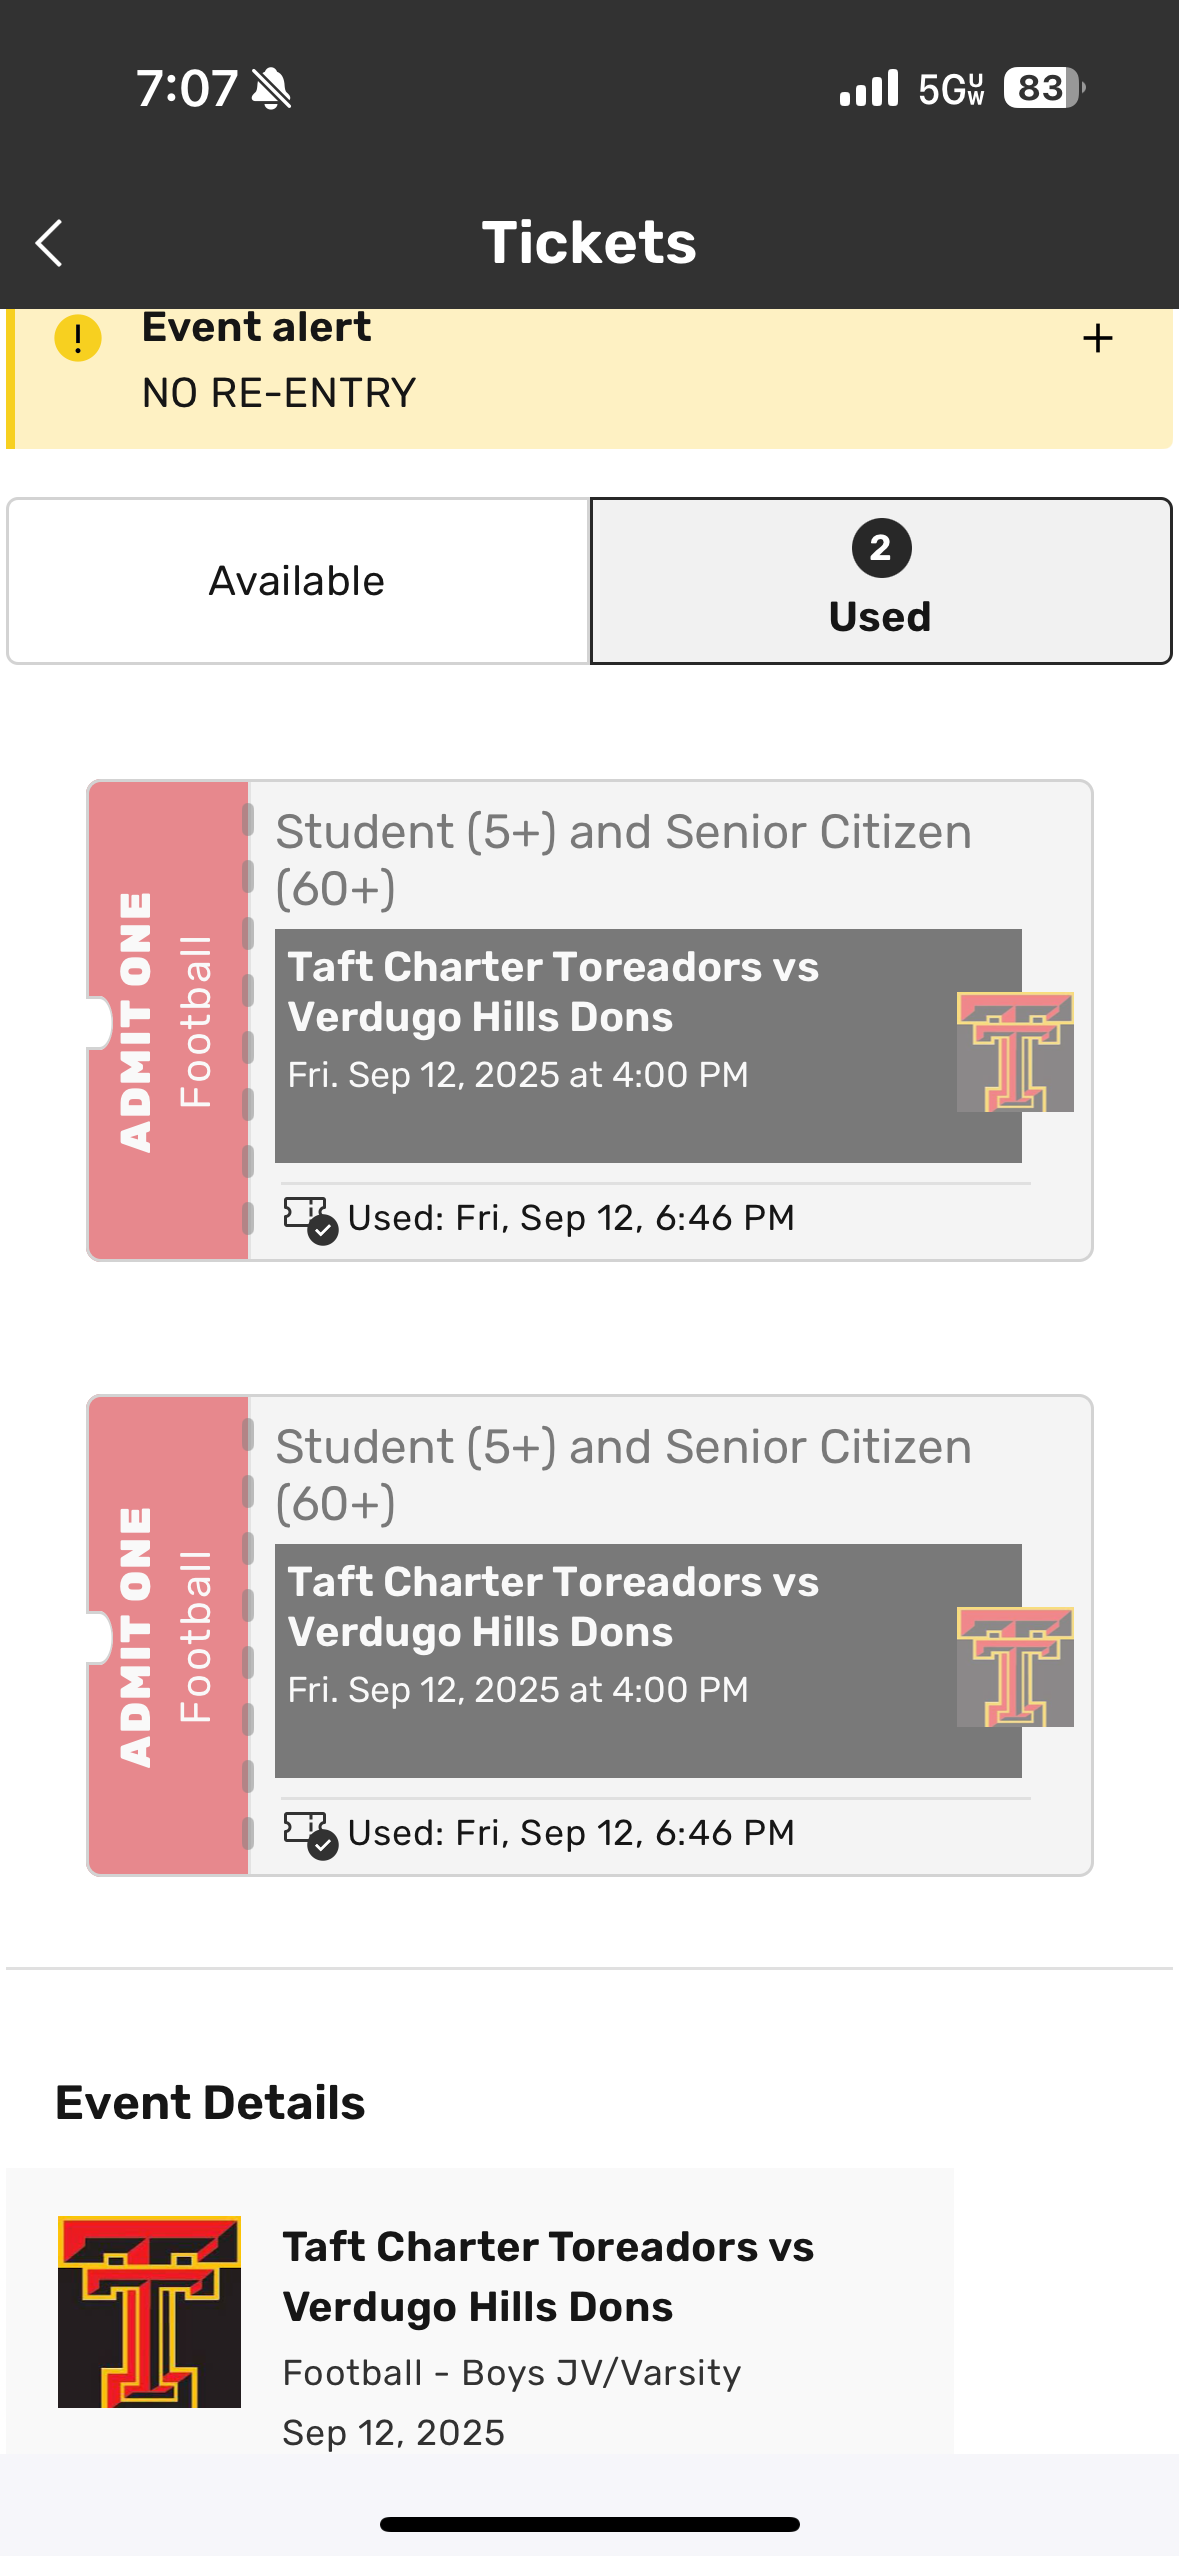 7:07
5G UW
83
Tickets
Event alert
NO RE-ENTRY
Available
2
Used
ADMIT ONE
Football
Student (5+) and Senior Citizen
(60+)
Taft Charter Toreadors vs
Verdugo Hills Dons
Fri. Sep 12, 2025 at 4:00 PM
Used: Fri, Sep 12, 6:46 PM
ADMIT ONE
Football
Student (5+) and Senior Citizen
(60+)
Taft Charter Toreadors vs
Verdugo Hills Dons
Fri. Sep 12, 2025 at 4:00 PM
Used: Fri, Sep 12, 6:46 PM
Event Details
Taft Charter Toreadors vs
Verdugo Hills Dons
Football - Boys JV/Varsity
Sep 12, 2025